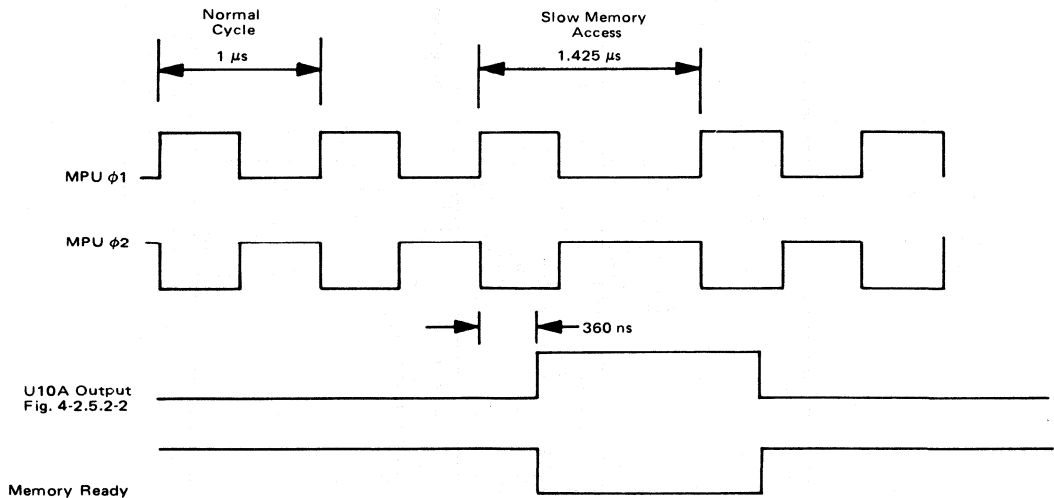 Normal
Cycle
1 μs
Slow Memory
Access
1.425 μs
MPU ϕ1
MPU ϕ2
360 ns
U10A Output
Fig. 4-2.5.2-2
Memory Ready